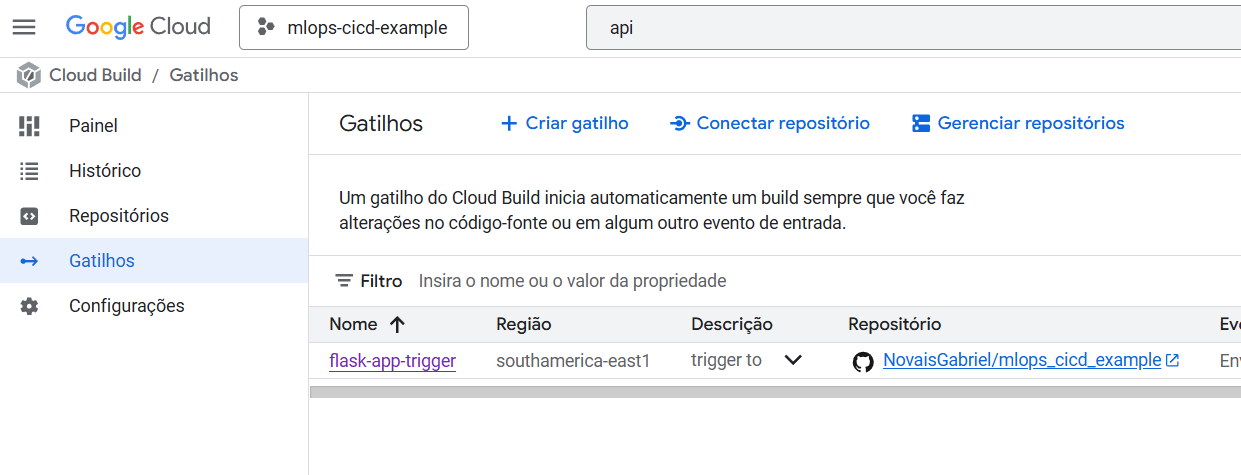 Google Cloud
mlops-cicd-example
api
Cloud Build / Gatilhos
Painel
Histórico
Repositórios
Gatilhos
Configurações
Gatilhos
Criar gatilho
Conectar repositório
Gerenciar repositórios
Um gatilho do Cloud Build inicia automaticamente um build sempre que você faz
alterações no código-fonte ou em algum outro evento de entrada.
Filtro Insira o nome ou o valor da propriedade
Nome Região Descrição Repositório Eve
flask-app-trigger southamerica-east1 trigger to NovaisGabriel/mlops_cicd_example Env